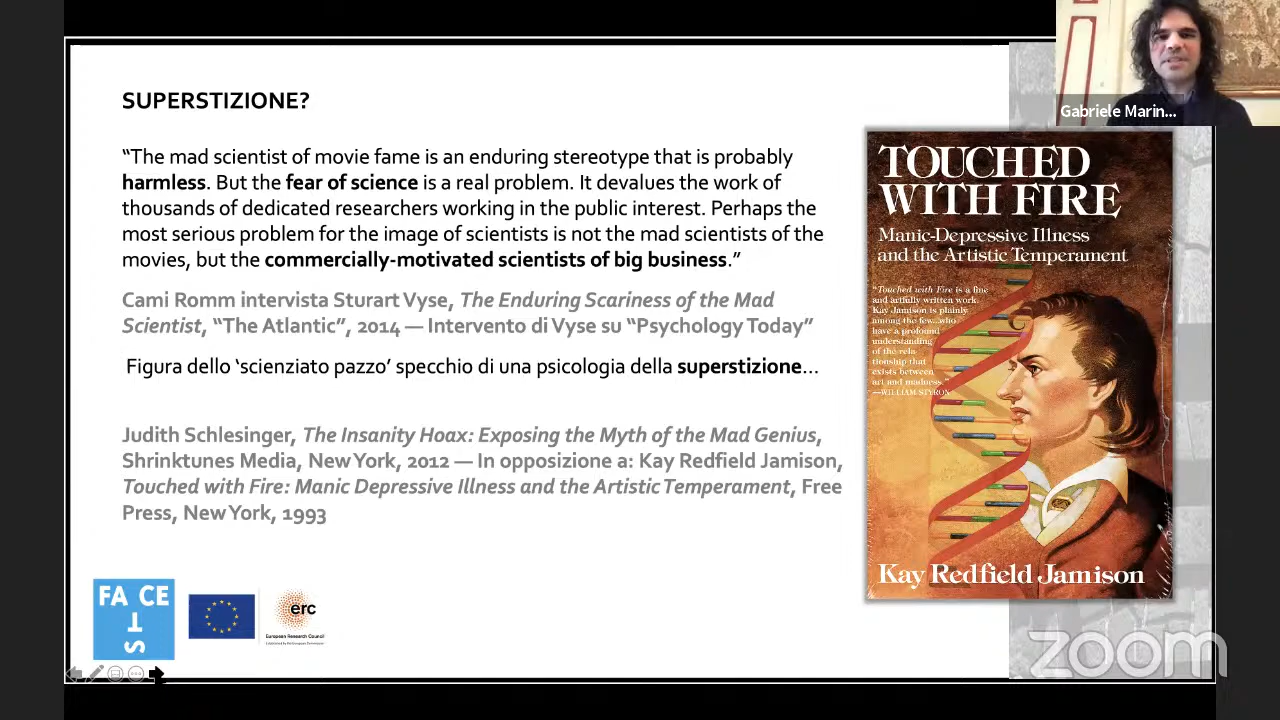 SUPERSTIZIONE?
“The mad scientist of movie fame is an enduring stereotype that is probably
harmless. But the fear of science is a real problem. It devalues the work of
thousands of dedicated researchers working in the public interest. Perhaps the
most serious problem for the image of scientists is not the mad scientists of the
movies, but the commercially-motivated scientists of big business.”
Cami Romm intervista Sturart Vyse, The Enduring Scariness of the Mad
Scientist, “The Atlantic”, 2014 — Intervento di Vyse su “Psychology Today”
Figura dello ‘scienziato pazzo’ specchio di una psicologia della superstizione...
Judith Schlesinger, The Insanity Hoax: Exposing the Myth of the Mad Genius,
Shrinktunes Media, New York, 2012 — In opposizione a: Kay Redfield Jamison,
Touched with Fire: Manic Depressive Illness and the Artistic Temperament, Free
Press, New York, 1993
FA CE
T
S
erc
European Research Council
Gabriele Marin...
TOUCHED
WITH FIRE
Manic-Depressive Illness
and the Artistic Temperament
“Touched with Fire is a fine
and artfully written work.
Kay Jamison is plainly
among the few...who
have a profound
understanding
of the rela
tionship that
exists between
art and madness.”
—WILLIAM STYRON
Kay Redfield Jamison
zoom